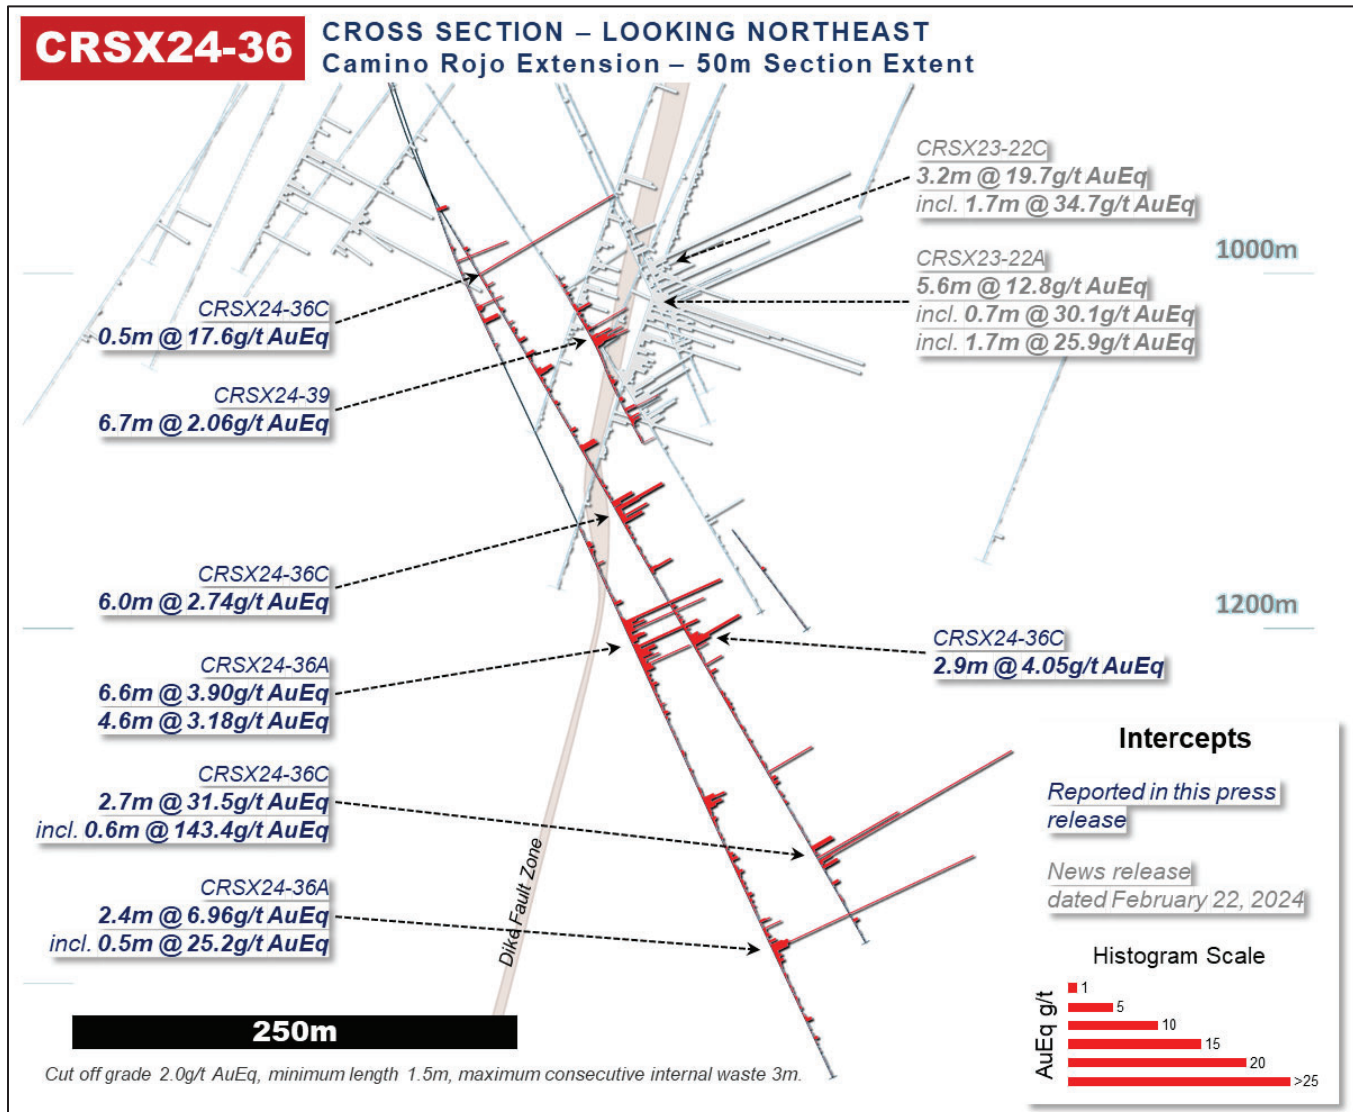 CRSX24-36
CROSS SECTION – LOOKING NORTHEAST
Camino Rojo Extension – 50m Section Extent
CRSX23-22C
3.2m @ 19.7g/t AuEq
incl. 1.7m @ 34.7g/t AuEq
CRSX23-22A
5.6m @ 12.8g/t AuEq
incl. 0.7m @ 30.1g/t AuEq
incl. 1.7m @ 25.9g/t AuEq
1000m
CRSX24-36C
0.5m @ 17.6g/t AuEq
CRSX24-39
6.7m @ 2.06g/t AuEq
CRSX24-36C
6.0m @ 2.74g/t AuEq
1200m
CRSX24-36C
2.9m @ 4.05g/t AuEq
CRSX24-36A
6.6m @ 3.90g/t AuEq
4.6m @ 3.18g/t AuEq
CRSX24-36C
2.7m @ 31.5g/t AuEq
incl. 0.6m @ 143.4g/t AuEq
CRSX24-36A
2.4m @ 6.96g/t AuEq
incl. 0.5m @ 25.2g/t AuEq
Dike Fault Zone
Intercepts
Reported in this press
release
News release
dated February 22, 2024
Histogram Scale
AuEq g/t
1
5
10
15
20
>25
250m
Cut off grade 2.0g/t AuEq, minimum length 1.5m, maximum consecutive internal waste 3m.